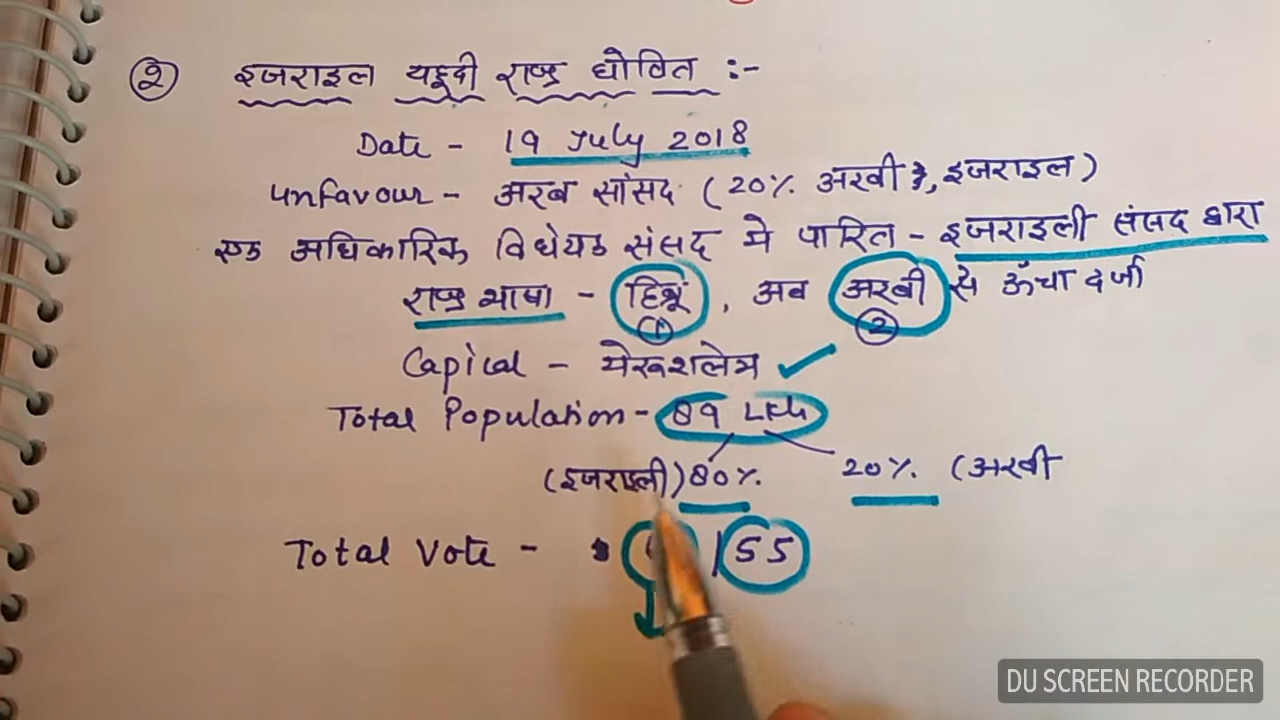 २ इजराइल यहूदी राष्ट्र घोषित :-
Date - 19 July 2018
Unfavour - अरब सांसद (20% अरबी है, इजराइल)
एक अधिकारिक विधेयक संसद मे पारित - इजराइली संसद द्वारा
राष्ट्र भाषा - हिब्रूं, अब अरबी से ऊँचा दर्जा
① ②
Capital - येरूशलेम ✓
Total Population - 89 Lkh
(इजराइली) 80% 20% (अरबी
Total Vote - | 55
DU SCREEN RECORDER